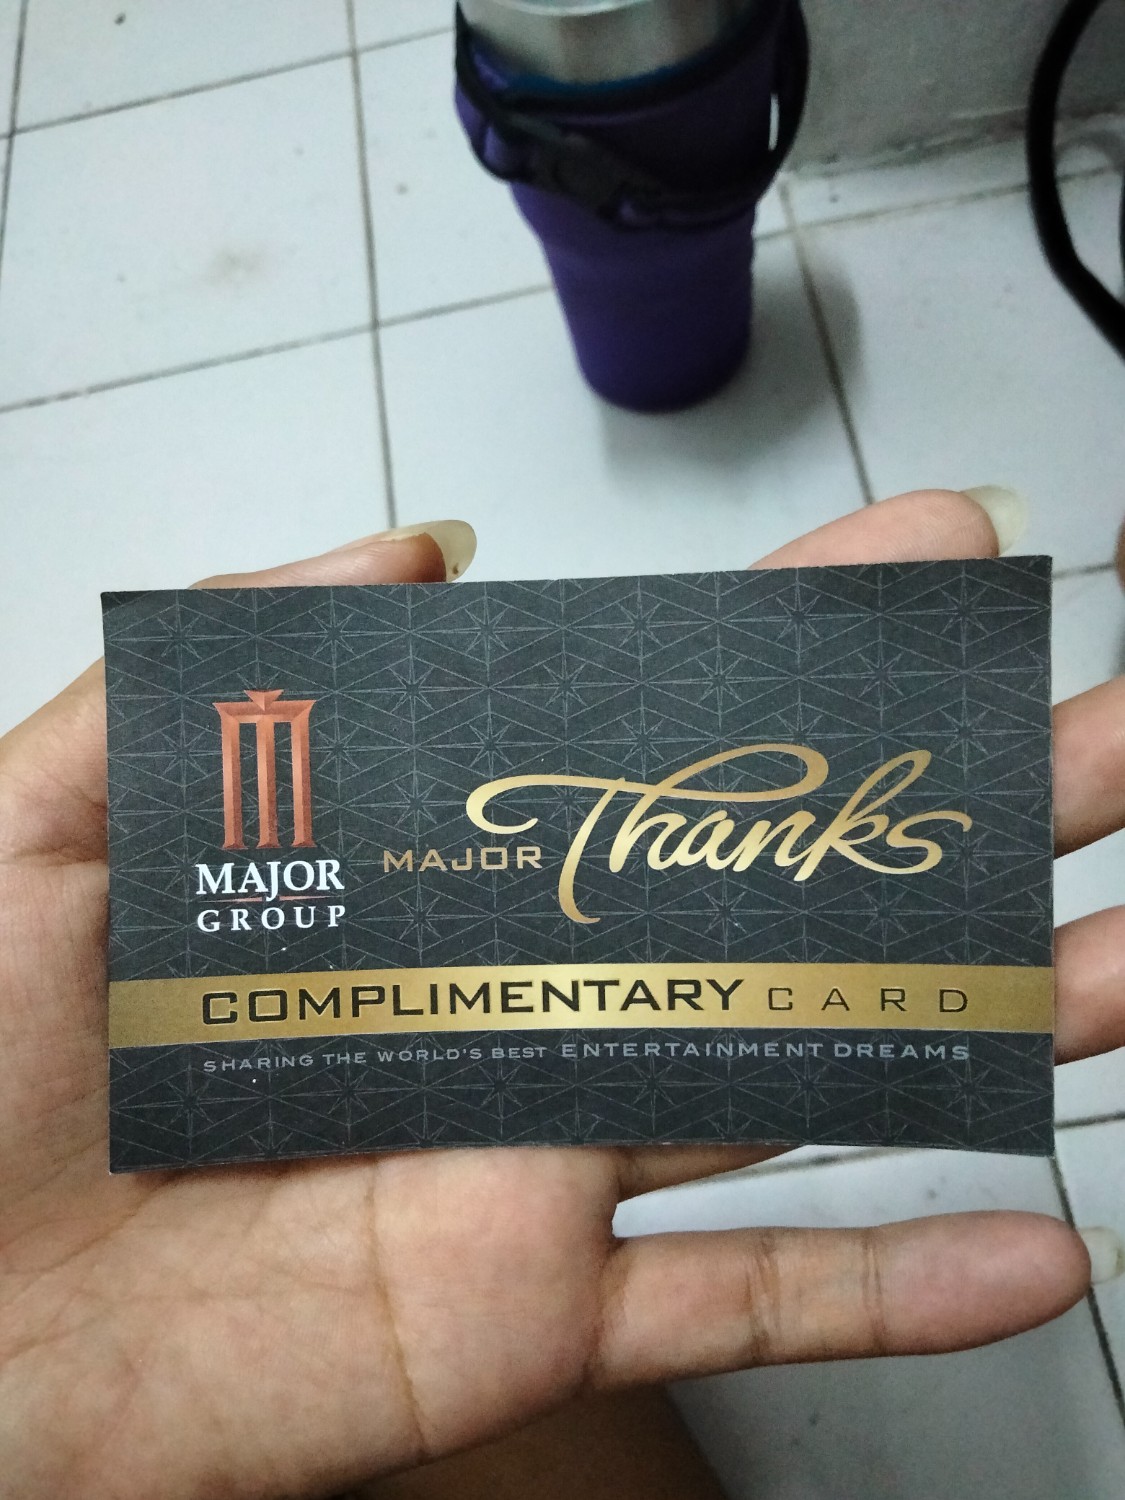 MAJOR
GROUP
MAJOR Thanks
COMPLIMENTARY CARD
SHARING THE WORLD'S BEST ENTERTAINMENT DREAMS